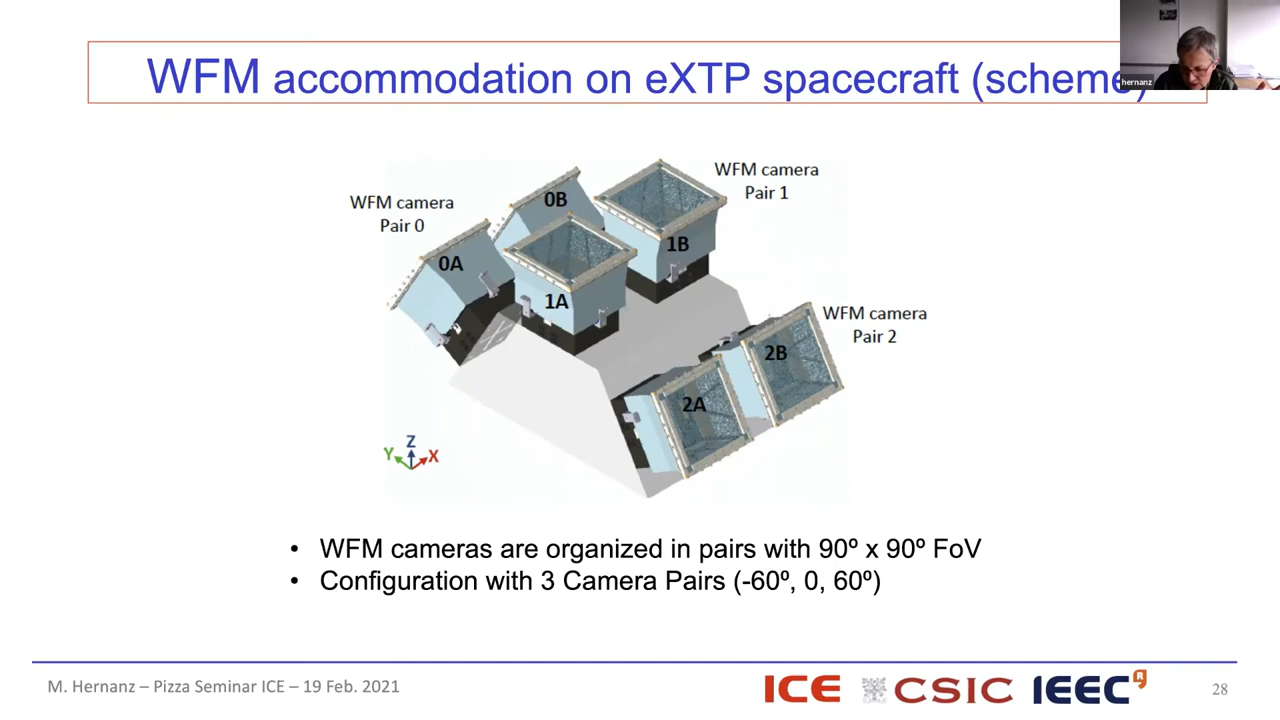 WFM accommodation on eXTP spacecraft (scheme)
hernanz
WFM camera
Pair 0
WFM camera
Pair 1
0B
0A
1B
1A
WFM camera
Pair 2
2B
2A
Z
Y
X
• WFM cameras are organized in pairs with 90º x 90º FoV
• Configuration with 3 Camera Pairs (-60º, 0, 60º)
M. Hernanz – Pizza Seminar ICE – 19 Feb. 2021
ICE
CSIC
IEEC R
28